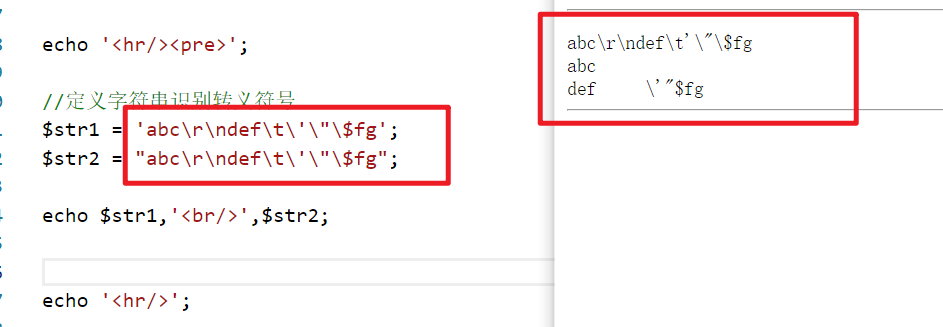 echo '<hr/><pre>';
//定义字符串识别转义符号
$str1 = 'abc\r\ndef\t\'\"\$fg';
$str2 = "abc\r\ndef\t\'\"\$fg";
echo $str1,'<br/>',$str2;
echo '<hr/>';
abc\r\ndef\t'\"\$fg
abc
def    \'"$fg